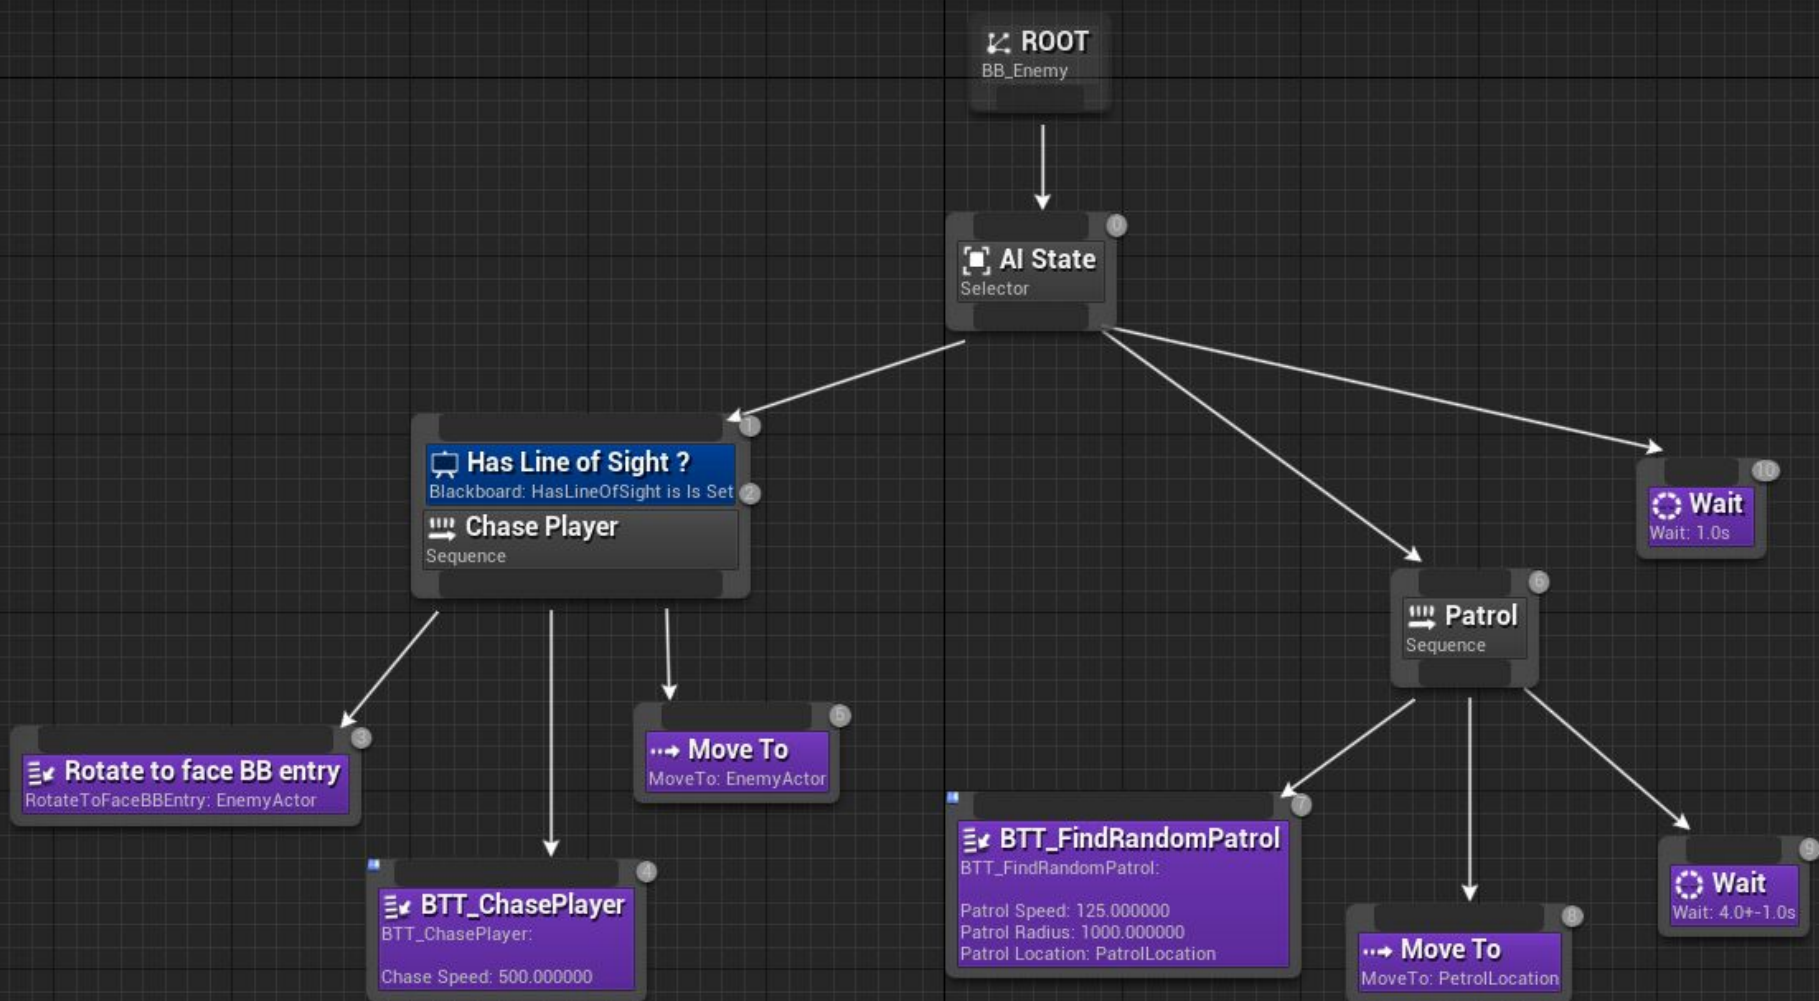 ROOT
BB_Enemy
0
AI State
Selector
1
Has Line of Sight ?
Blackboard: HasLineOfSight is Is Set
2
Chase Player
Sequence
10
Wait
Wait: 1.0s
6
Patrol
Sequence
3
Rotate to face BB entry
RotateToFaceBBEntry: EnemyActor
5
Move To
MoveTo: EnemyActor
4
BTT_ChasePlayer
BTT_ChasePlayer:
Chase Speed: 500.000000
7
BTT_FindRandomPatrol
BTT_FindRandomPatrol:
Patrol Speed: 125.000000
Patrol Radius: 1000.000000
Patrol Location: PatrolLocation
8
Move To
MoveTo: PetrolLocation
9
Wait
Wait: 4.0+-1.0s